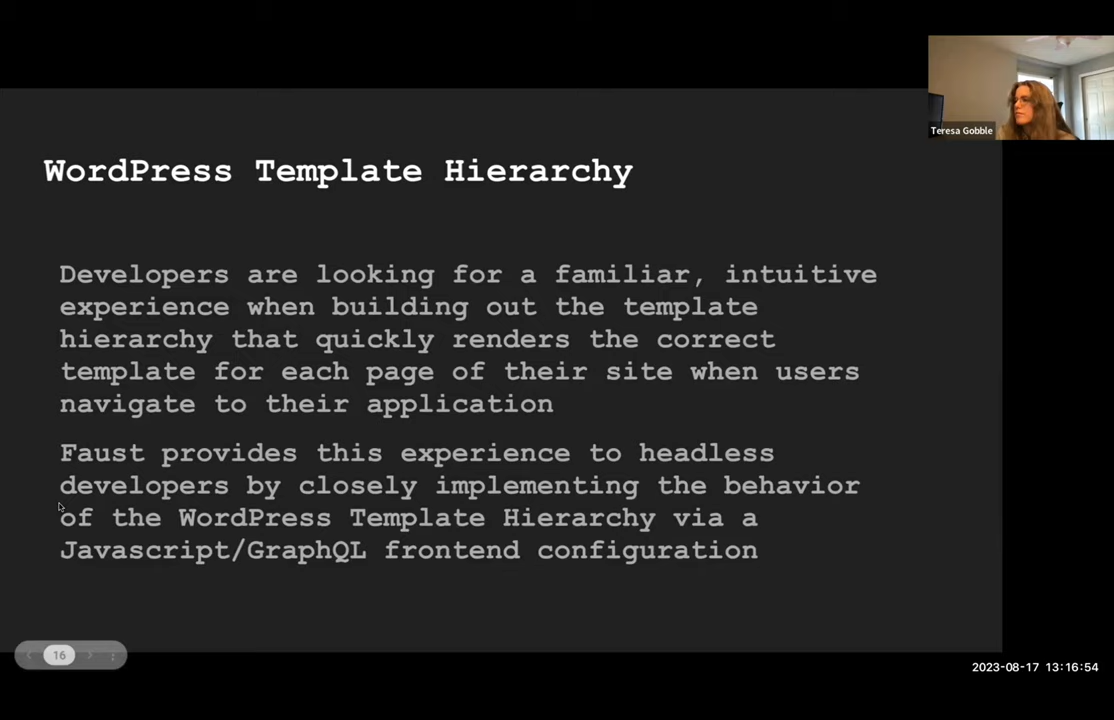 Teresa Gobble
WordPress Template Hierarchy
Developers are looking for a familiar, intuitive
experience when building out the template
hierarchy that quickly renders the correct
template for each page of their site when users
navigate to their application
Faust provides this experience to headless
developers by closely implementing the behavior
of the WordPress Template Hierarchy via a
Javascript/GraphQL frontend configuration
16
2023-08-17 13:16:54